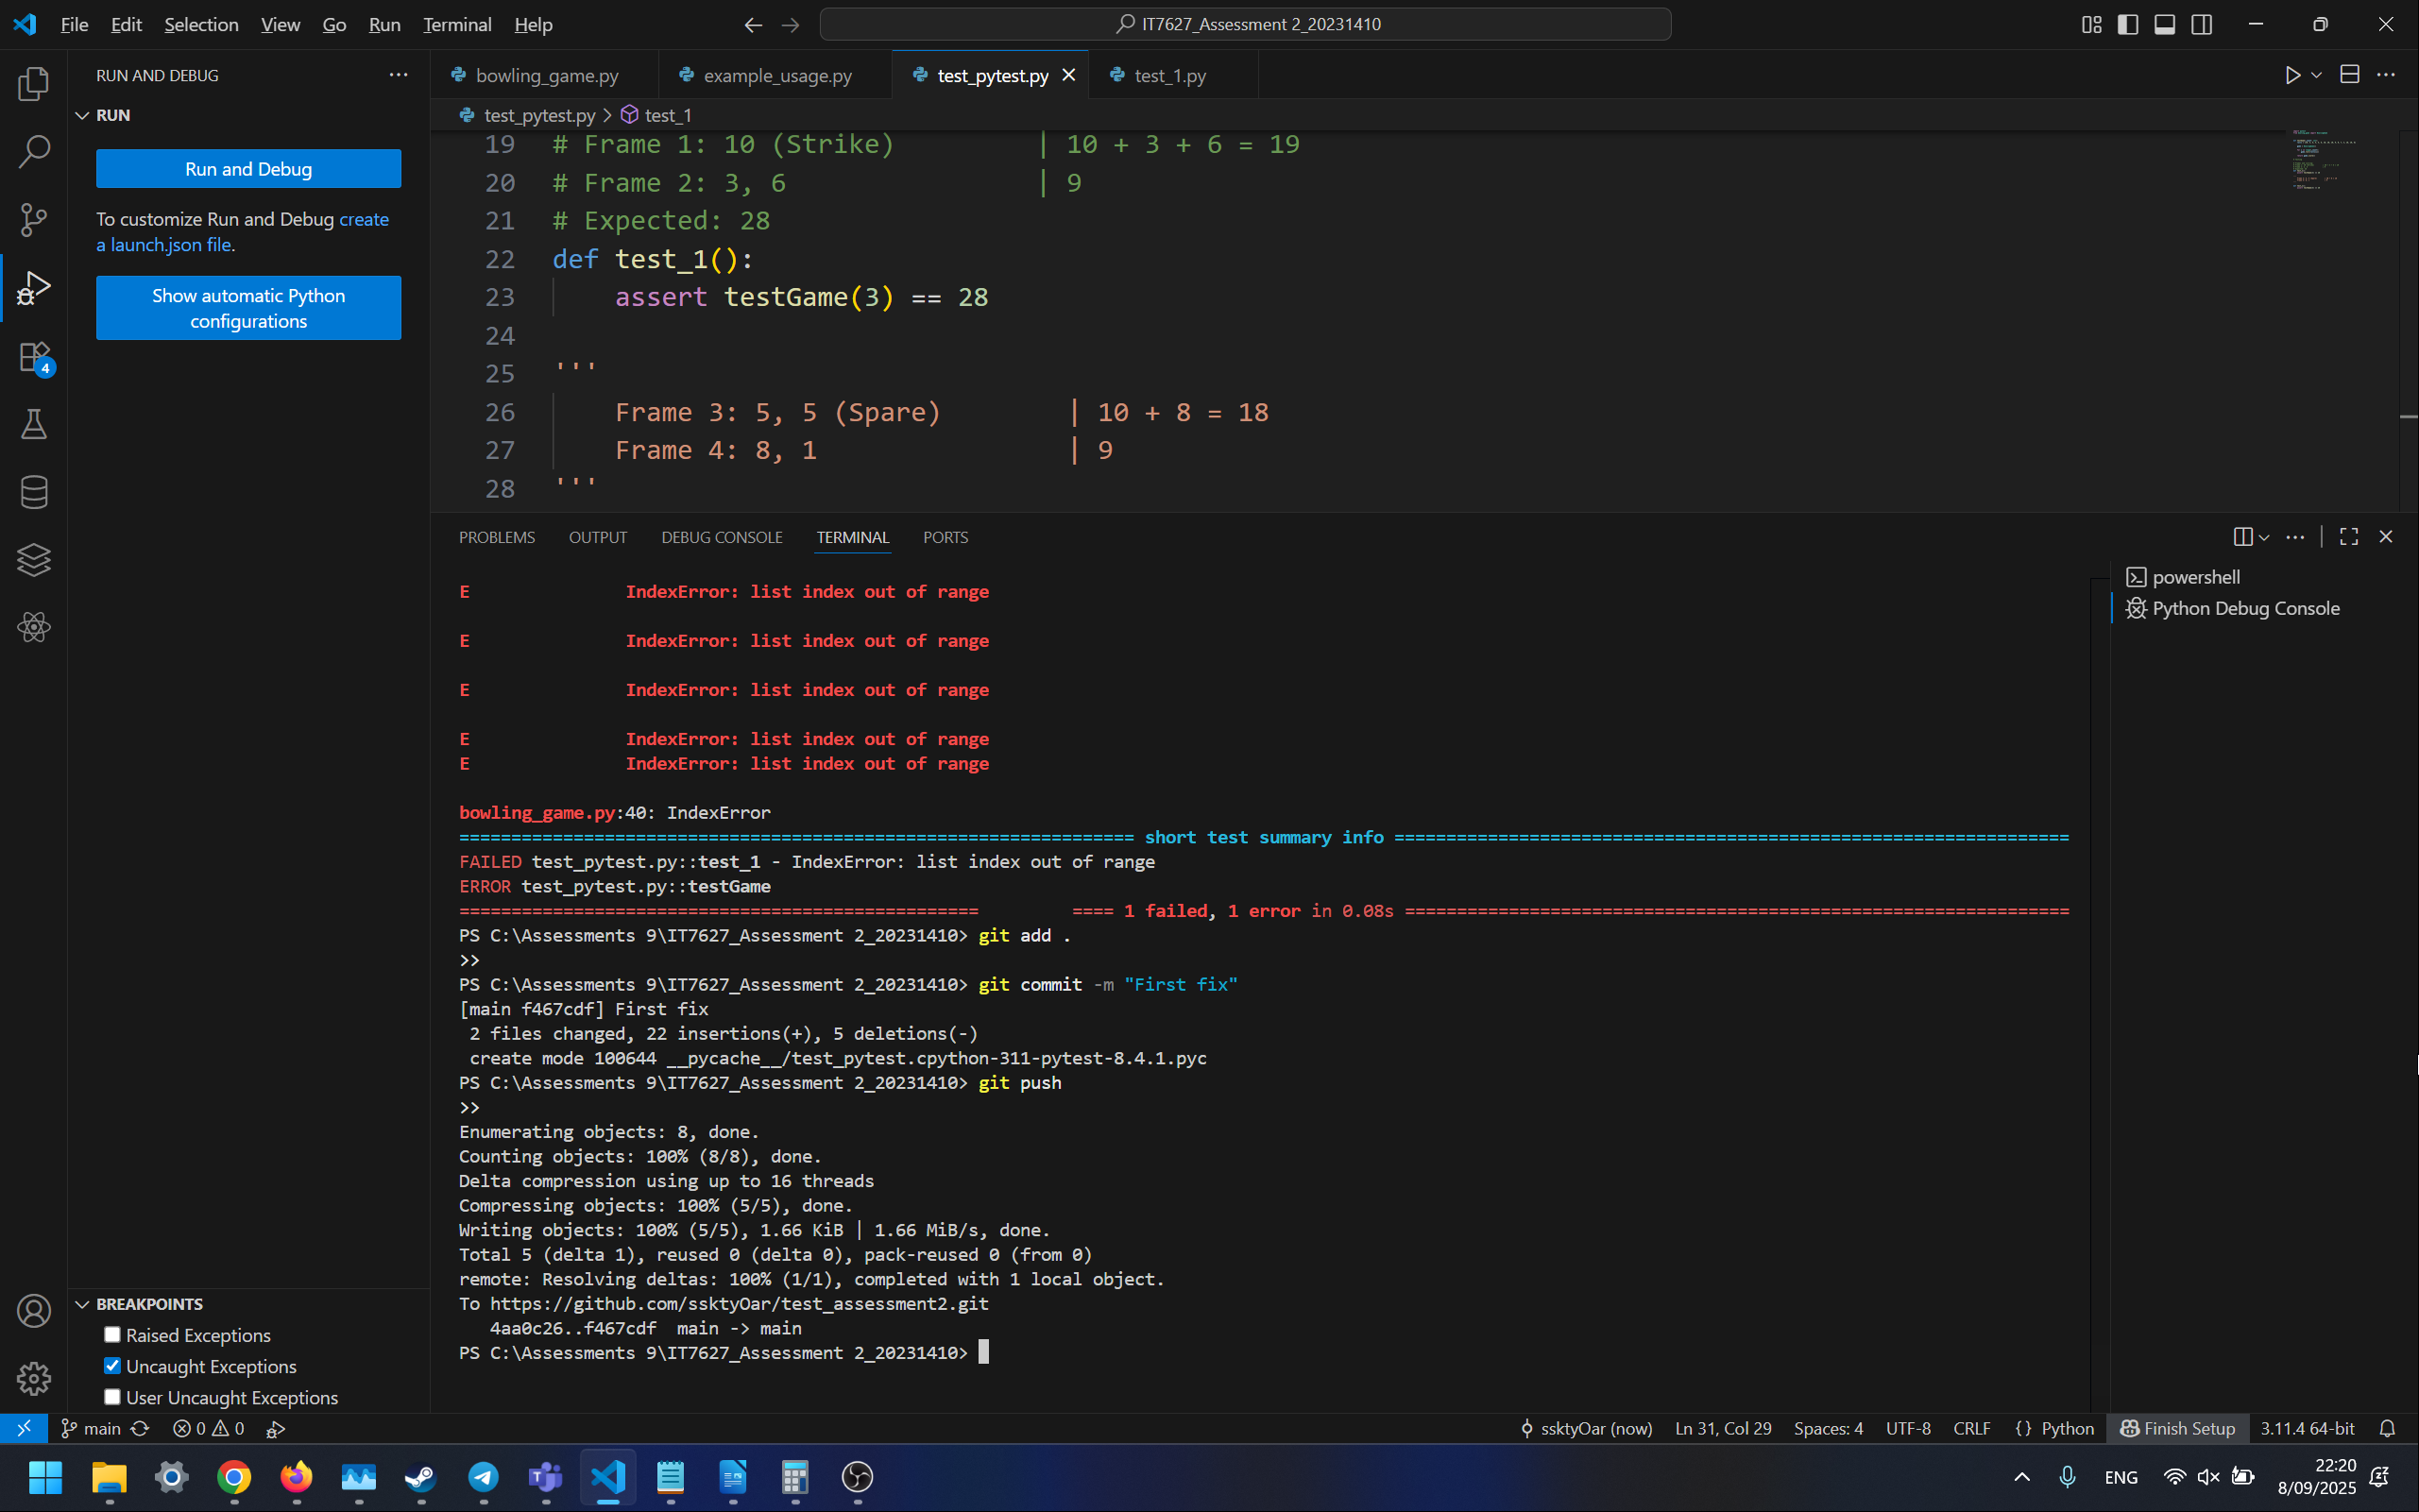 File Edit Selection View Go Run Terminal Help
IT7627_Assessment 2_20231410
RUN AND DEBUG
RUN
Run and Debug
To customize Run and Debug create
a launch.json file.
Show automatic Python
configurations
4
bowling_game.py
example_usage.py
test_pytest.py
test_1.py
test_pytest.py > test_1
19 # Frame 1: 10 (Strike) | 10 + 3 + 6 = 19
20 # Frame 2: 3, 6 | 9
21 # Expected: 28
22 def test_1():
23 assert testGame(3) == 28
24
25 '''
26 Frame 3: 5, 5 (Spare) | 10 + 8 = 18
27 Frame 4: 8, 1 | 9
28 '''
PROBLEMS OUTPUT DEBUG CONSOLE TERMINAL PORTS
powershell
Python Debug Console
E IndexError: list index out of range
E IndexError: list index out of range
E IndexError: list index out of range
E IndexError: list index out of range
E IndexError: list index out of range
bowling_game.py:40: IndexError
================================================================= short test summary info =================================================================
FAILED test_pytest.py::test_1 - IndexError: list index out of range
ERROR test_pytest.py::testGame
================================================== ==== 1 failed, 1 error in 0.08s ================================================================
PS C:\Assessments 9\IT7627_Assessment 2_20231410> git add .
>>
PS C:\Assessments 9\IT7627_Assessment 2_20231410> git commit -m "First fix"
[main f467cdf] First fix
2 files changed, 22 insertions(+), 5 deletions(-)
create mode 100644 __pycache__/test_pytest.cpython-311-pytest-8.4.1.pyc
PS C:\Assessments 9\IT7627_Assessment 2_20231410> git push
>>
Enumerating objects: 8, done.
Counting objects: 100% (8/8), done.
Delta compression using up to 16 threads
Compressing objects: 100% (5/5), done.
Writing objects: 100% (5/5), 1.66 KiB | 1.66 MiB/s, done.
Total 5 (delta 1), reused 0 (delta 0), pack-reused 0 (from 0)
remote: Resolving deltas: 100% (1/1), completed with 1 local object.
To https://github.com/ssktyOar/test_assessment2.git
4aa0c26..f467cdf main -> main
PS C:\Assessments 9\IT7627_Assessment 2_20231410>
BREAKPOINTS
Raised Exceptions
Uncaught Exceptions
User Uncaught Exceptions
main 0 0 ssktyOar (now) Ln 31, Col 29 Spaces: 4 UTF-8 CRLF {} Python Finish Setup 3.11.4 64-bit
ENG
22:20
8/09/2025